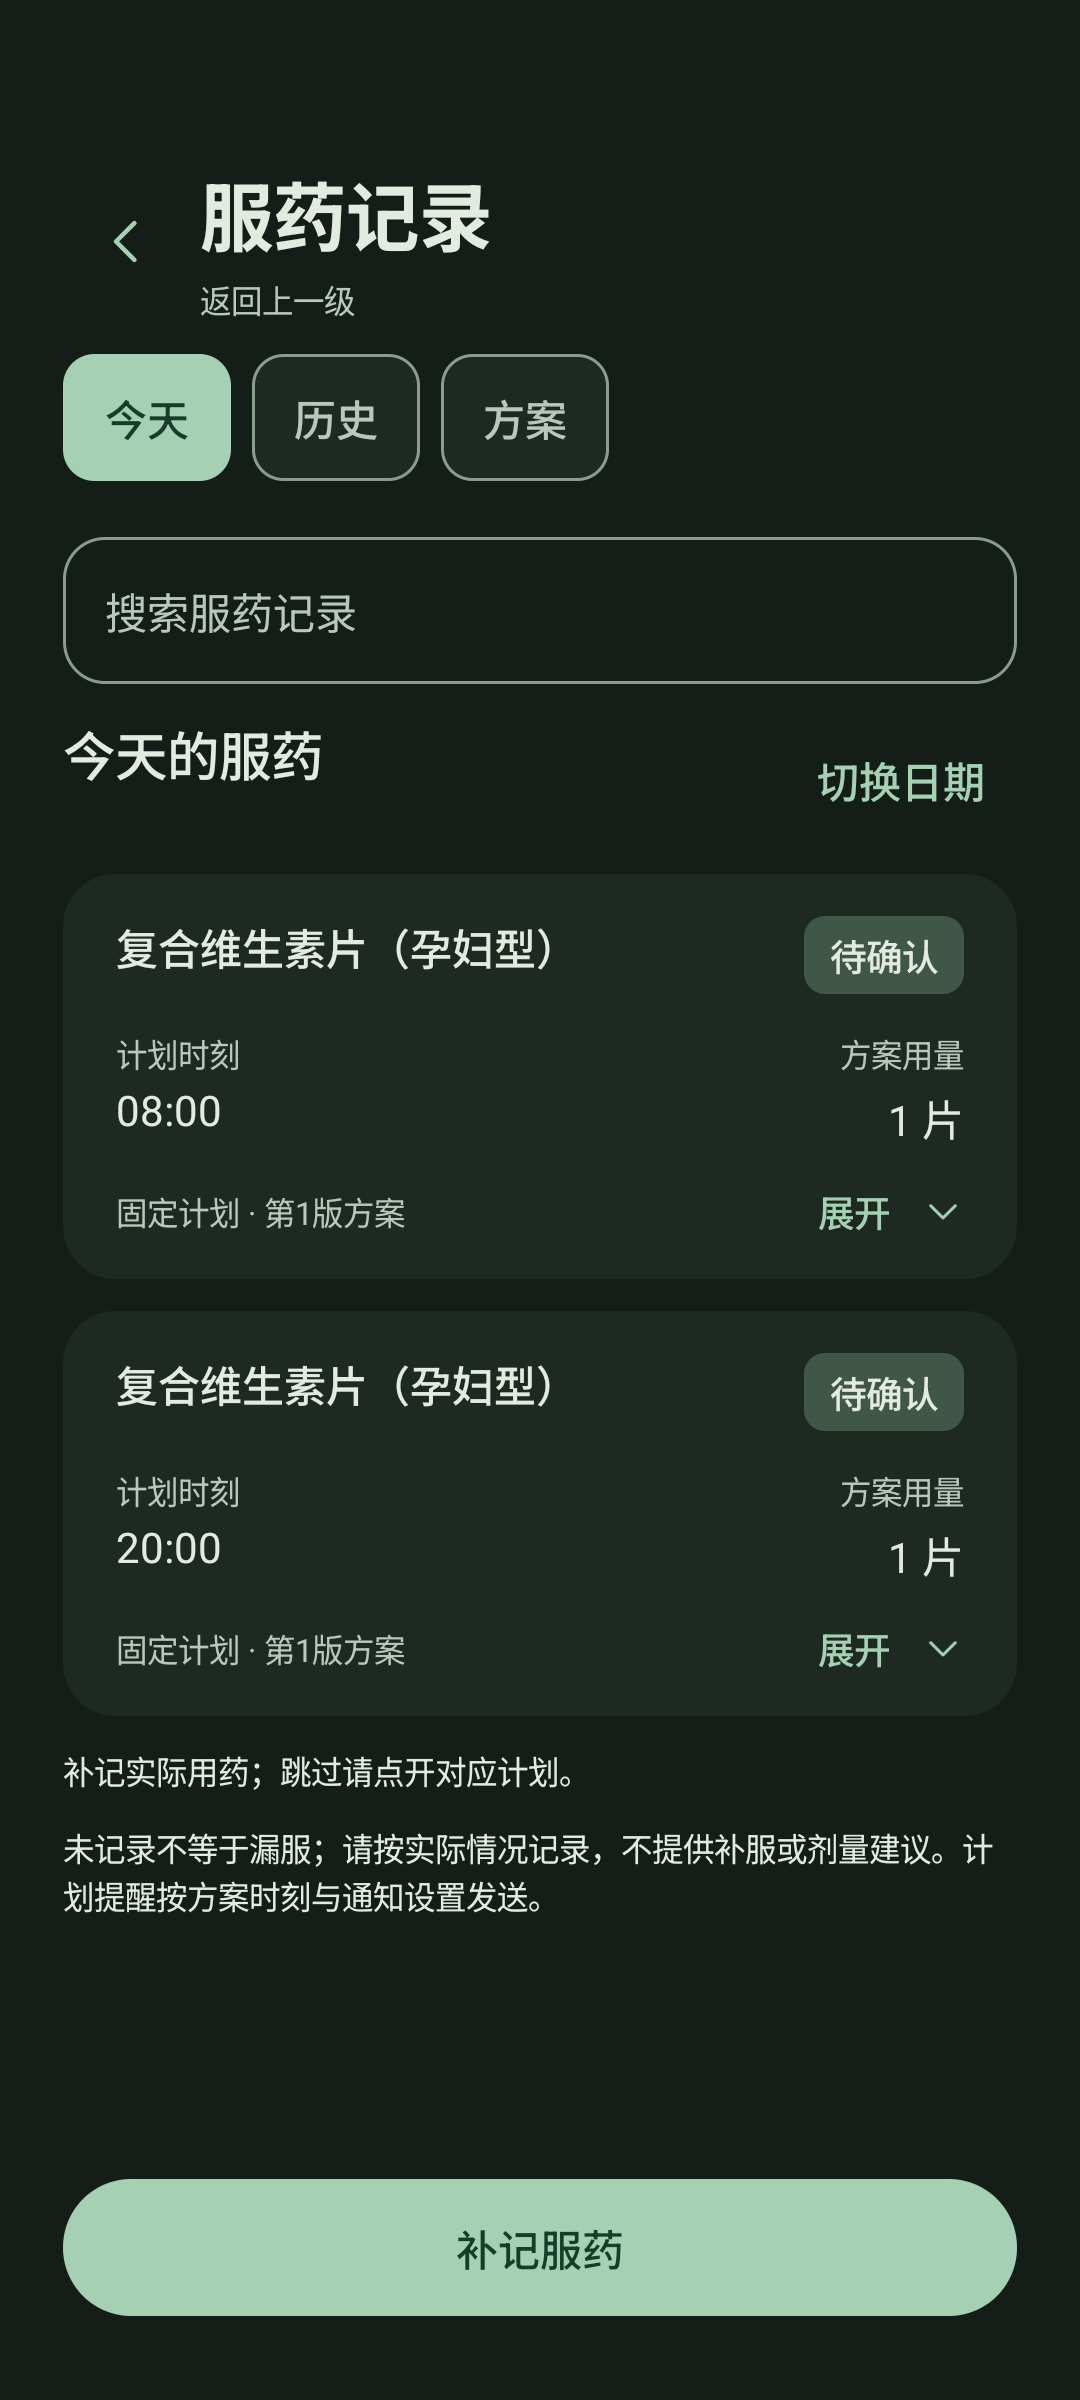 服药记录
返回上一级
今天
历史
方案
搜索服药记录
今天的服药
切换日期
复合维生素片（孕妇型）
待确认
计划时刻
方案用量
08:00
1 片
固定计划 · 第1版方案
展开
复合维生素片（孕妇型）
待确认
计划时刻
方案用量
20:00
1 片
固定计划 · 第1版方案
展开
补记实际用药；跳过请点开对应计划。
未记录不等于漏服；请按实际情况记录，不提供补服或剂量建议。计
划提醒按方案时刻与通知设置发送。
补记服药